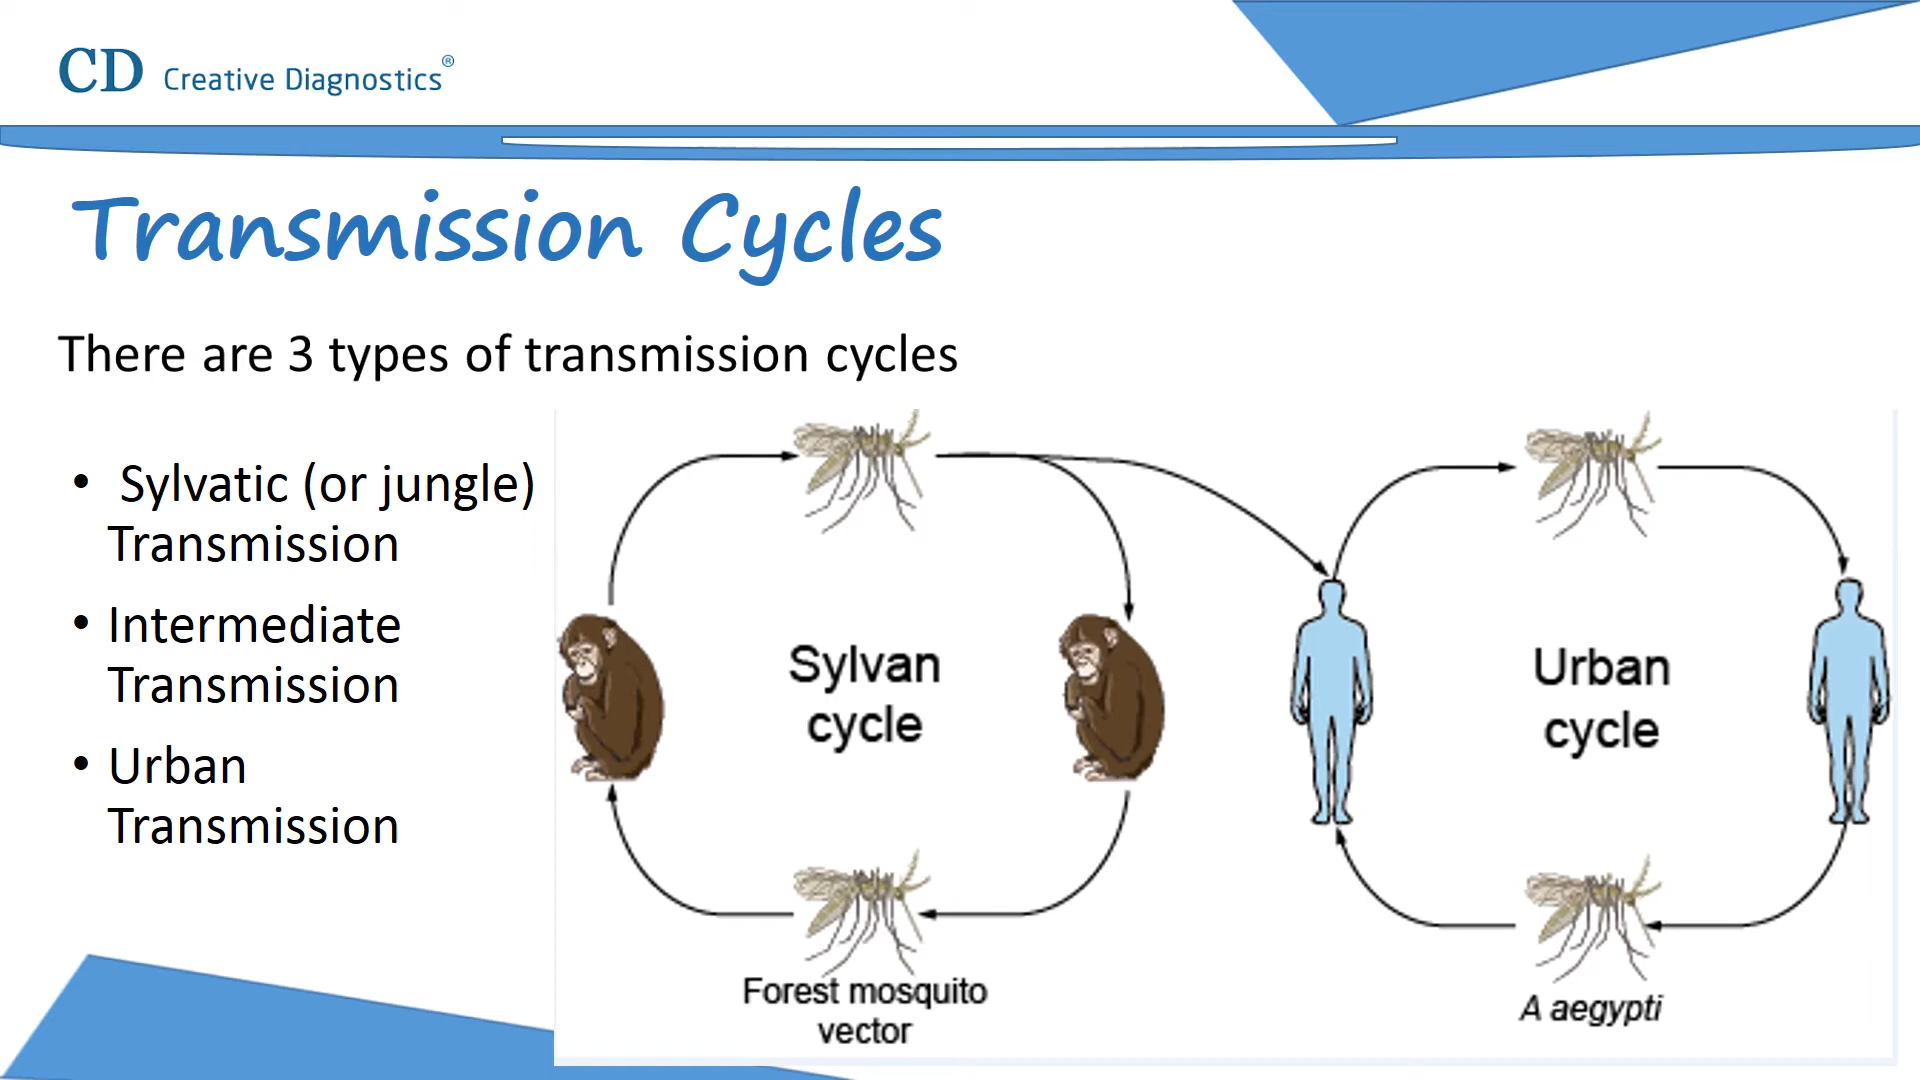 CD Creative Diagnostics®
Transmission Cycles
There are 3 types of transmission cycles
• Sylvatic (or jungle)
Transmission
• Intermediate
Transmission
• Urban
Transmission
Sylvan
cycle
Forest mosquito
vector
Urban
cycle
A aegypti